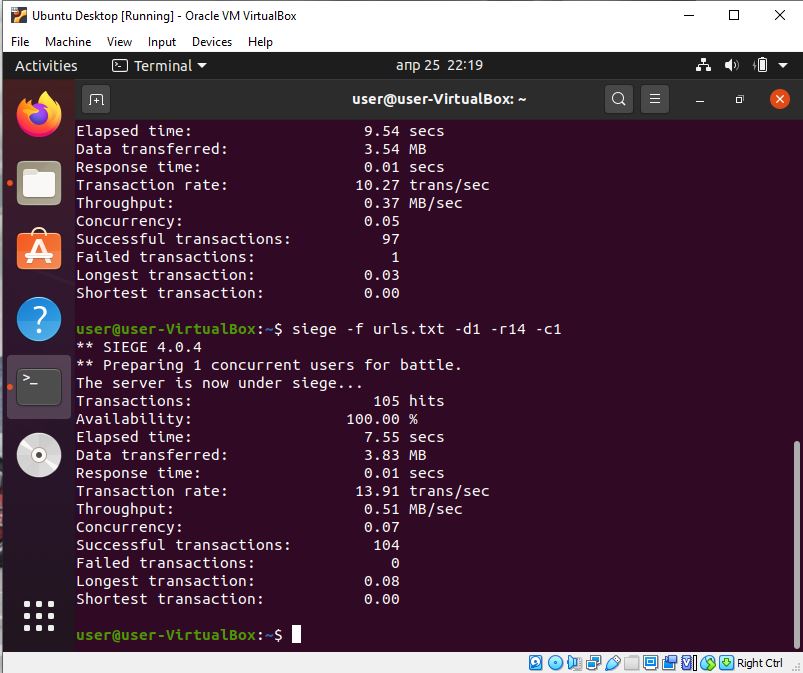 Ubuntu Desktop [Running] - Oracle VM VirtualBox
File Machine View Input Devices Help
Activities Terminal апр 25 22:19
user@user-VirtualBox: ~
Elapsed time: 9.54 secs
Data transferred: 3.54 MB
Response time: 0.01 secs
Transaction rate: 10.27 trans/sec
Throughput: 0.37 MB/sec
Concurrency: 0.05
Successful transactions: 97
Failed transactions: 1
Longest transaction: 0.03
Shortest transaction: 0.00
user@user-VirtualBox:~$ siege -f urls.txt -d1 -r14 -c1
** SIEGE 4.0.4
** Preparing 1 concurrent users for battle.
The server is now under siege...
Transactions: 105 hits
Availability: 100.00 %
Elapsed time: 7.55 secs
Data transferred: 3.83 MB
Response time: 0.01 secs
Transaction rate: 13.91 trans/sec
Throughput: 0.51 MB/sec
Concurrency: 0.07
Successful transactions: 104
Failed transactions: 0
Longest transaction: 0.08
Shortest transaction: 0.00
user@user-VirtualBox:~$
Right Ctrl